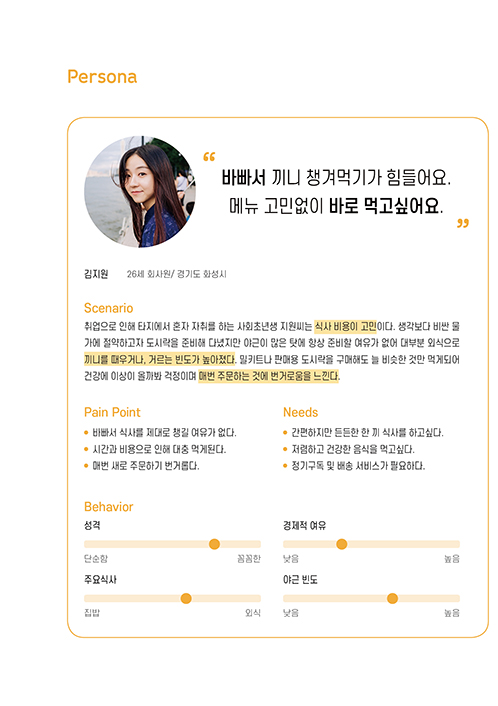 Persona
“
바빠서 끼니 챙겨먹기가 힘들어요.
메뉴 고민없이 바로 먹고싶어요.
”
김지원 26세 회사원/ 경기도 화성시
Scenario
취업으로 인해 타지에서 혼자 자취를 하는 사회초년생 지원씨는 식사 비용이 고민이다. 생각보다 비싼 물
가에 절약하고자 도시락을 준비해 다녔지만 야근이 많은 탓에 항상 준비할 여유가 없어 대부분 외식으로
끼니를 때우거나, 거르는 빈도가 높아졌다. 밀키트나 판매용 도시락을 구매해도 늘 비슷한 것만 먹게되어
건강에 이상이 올까봐 걱정이며 매번 주문하는 것에 번거로움을 느낀다.
Pain Point
바빠서 식사를 제대로 챙길 여유가 없다.
시간과 비용으로 인해 대충 먹게된다.
매번 새로 주문하기 번거롭다.
Needs
간편하지만 든든한 한 끼 식사를 하고싶다.
저렴하고 건강한 음식을 먹고싶다.
정기구독 및 배송 서비스가 필요하다.
Behavior
성격
단순함 꼼꼼한
경제적 여유
낮음 높음
주요식사
집밥 외식
야근 빈도
낮음 높음